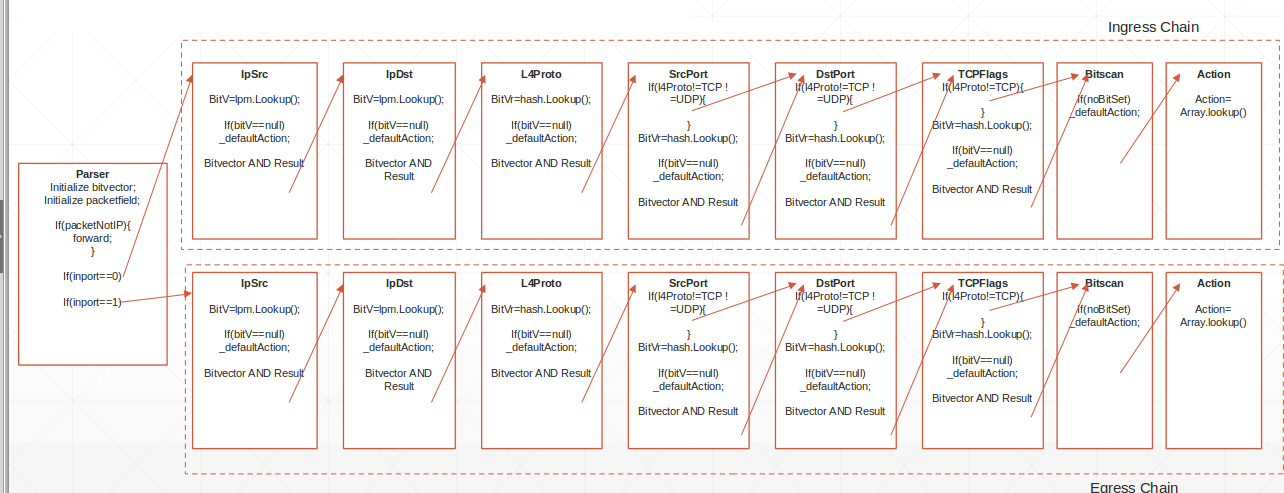 Ingress Chain
Parser
Initialize bitvector;
Initialize packetfield;
If(packetNotIP){
forward;
}
If(inport==0)
If(inport==1)
IpSrc
BitV=lpm.Lookup();
If(bitV==null)
_defaultAction;
Bitvector AND Result
IpDst
BitV=lpm.Lookup();
If(bitV==null)
_defaultAction;
Bitvector AND
Result
L4Proto
BitVr=hash.Lookup();
If(bitV==null)
_defaultAction;
Bitvector AND Result
SrcPort
If(l4Proto!=TCP !
=UDP){
}
BitVr=hash.Lookup();
If(bitV==null)
_defaultAction;
Bitvector AND Result
DstPort
If(l4Proto!=TCP !
=UDP){
}
BitVr=hash.Lookup();
If(bitV==null)
_defaultAction;
Bitvector AND Result
TCPFlags
If(l4Proto!=TCP){
}
BitVr=hash.Lookup();
If(bitV==null)
_defaultAction;
Bitvector AND Result
Bitscan
If(noBitSet)
_defaultAction;
Action
Action=
Array.lookup()
IpSrc
BitV=lpm.Lookup();
If(bitV==null)
_defaultAction;
Bitvector AND Result
IpDst
BitV=lpm.Lookup();
If(bitV==null)
_defaultAction;
Bitvector AND
Result
L4Proto
BitVr=hash.Lookup();
If(bitV==null)
_defaultAction;
Bitvector AND Result
SrcPort
If(l4Proto!=TCP !
=UDP){
}
BitVr=hash.Lookup();
If(bitV==null)
_defaultAction;
Bitvector AND Result
DstPort
If(l4Proto!=TCP !
=UDP){
}
BitVr=hash.Lookup();
If(bitV==null)
_defaultAction;
Bitvector AND Result
TCPFlags
If(l4Proto!=TCP){
}
BitVr=hash.Lookup();
If(bitV==null)
_defaultAction;
Bitvector AND Result
Bitscan
If(noBitSet)
_defaultAction;
Action
Action=
Array.lookup()
Egress Chain